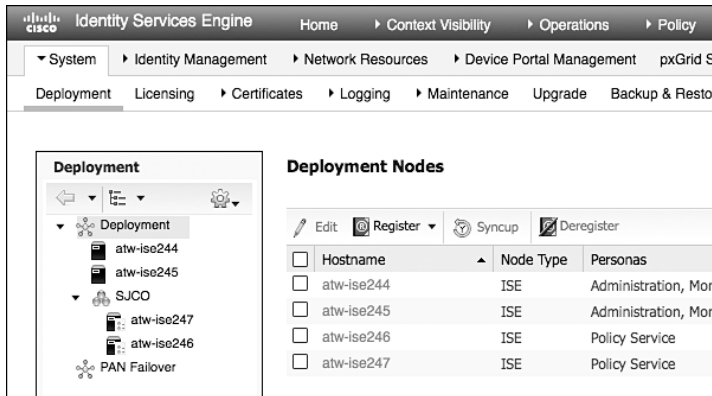 cisco Identity Services Engine Home Context Visibility Operations Policy
System Identity Management Network Resources Device Portal Management pxGrid S
Deployment Licensing Certificates Logging Maintenance Upgrade Backup & Resto
Deployment
Deployment Nodes
Edit Register Syncup Deregister
Deployment
atw-ise244
atw-ise245
SJCO
atw-ise247
atw-ise246
PAN Failover
Hostname Node Type Personas
atw-ise244 ISE Administration, Mor
atw-ise245 ISE Administration, Mor
atw-ise246 ISE Policy Service
atw-ise247 ISE Policy Service